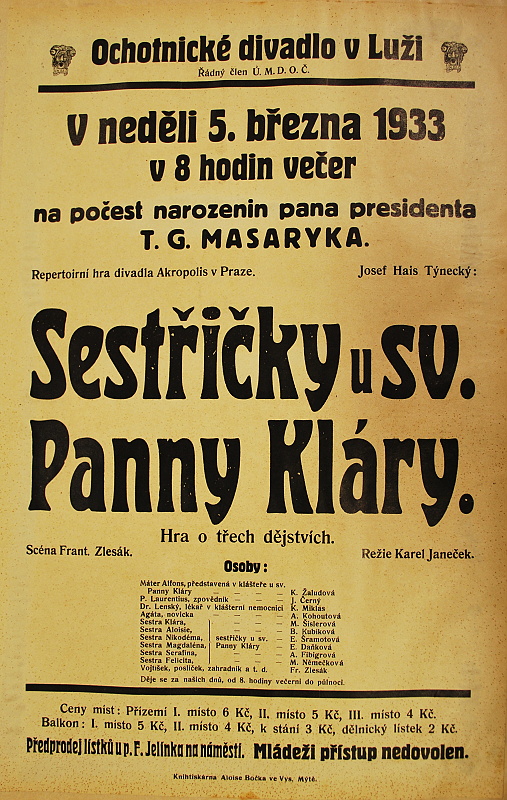 Ochotnické divadlo v Luži
Řádný člen Ú. M. D. O. Č.
V neděli 5. března 1933
v 8 hodin večer
na počest narozenin pana presidenta
T. G. MASARYKA.
Repertoirní hra divadla Akropolis v Praze. Josef Hais Týnecký:
Sestřičky u sv.
Panny Kláry.
Hra o třech dějstvích.
Scéna Frant. Zlesák. Režie Karel Janeček.
Osoby:
Máter Alfons, představená v klášteře u sv.
Panny Kláry — — — — K. Žaludová
P. Laurentius, zpovědník — — — J. Černý
Dr. Lenský, lékař v klášterní nemocnici K. Miklas
Agáta, novicka — — — — A. Kohoutová
Sestra Klára, — — — M. Šislerová
Sestra Aloisie, — — — B. Kubíková
Sestra Nikodéma, sestřičky u sv. — E. Šramotová
Sestra Magdaléna, Panny Kláry — E. Daňková
Sestra Serafina, — — — A. Fibigrová
Sestra Felicita, — — — M. Němečková
Vojtíšek, poslíček, zahradník a t. d. Fr. Zlesák
Děje se za našich dnů, od 8. hodiny večerní do půlnoci.
Ceny míst: Přízemí I. místo 6 Kč, II. místo 5 Kč, III. místo 4 Kč.
Balkon: I. místo 5 Kč, II. místo 4 Kč, k stání 3 Kč, dělnický lístek 2 Kč.
Předprodej lístků u p. F. Jelínka na náměstí. Mládeži přístup nedovolen.
Knihtiskárna Aloise Bočka ve Vys. Mýtě.